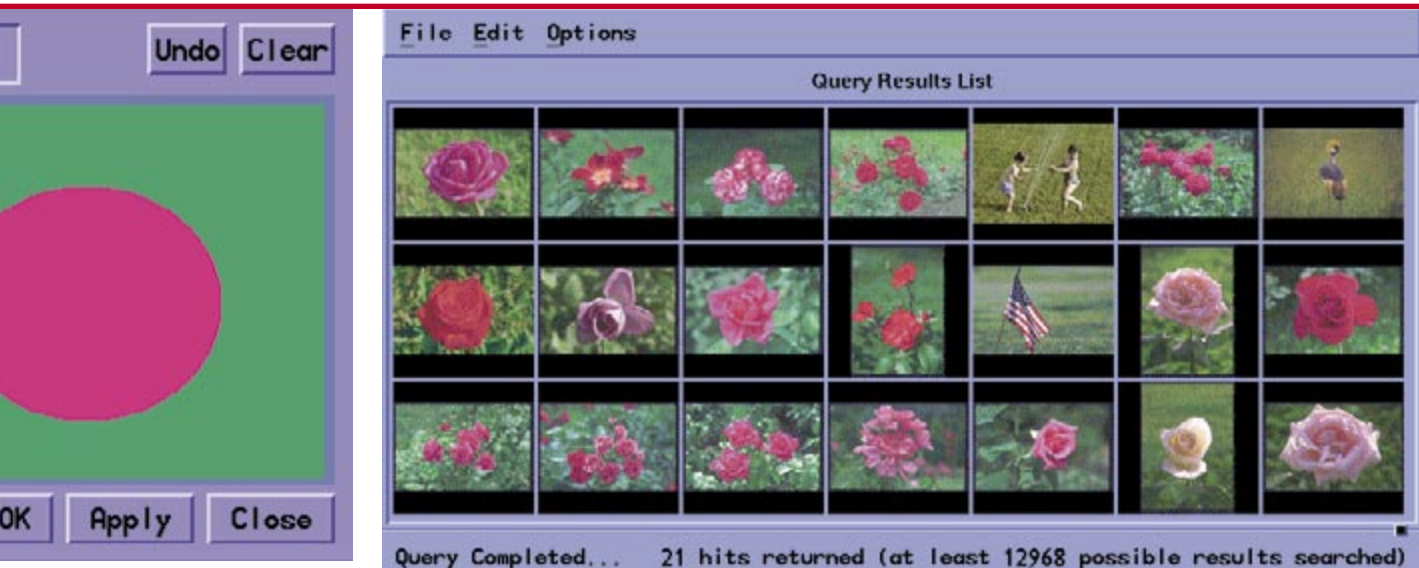 Undo Clear
OK Apply Close
File Edit Options
Query Results List
Query Completed... 21 hits returned (at least 12968 possible results searched)